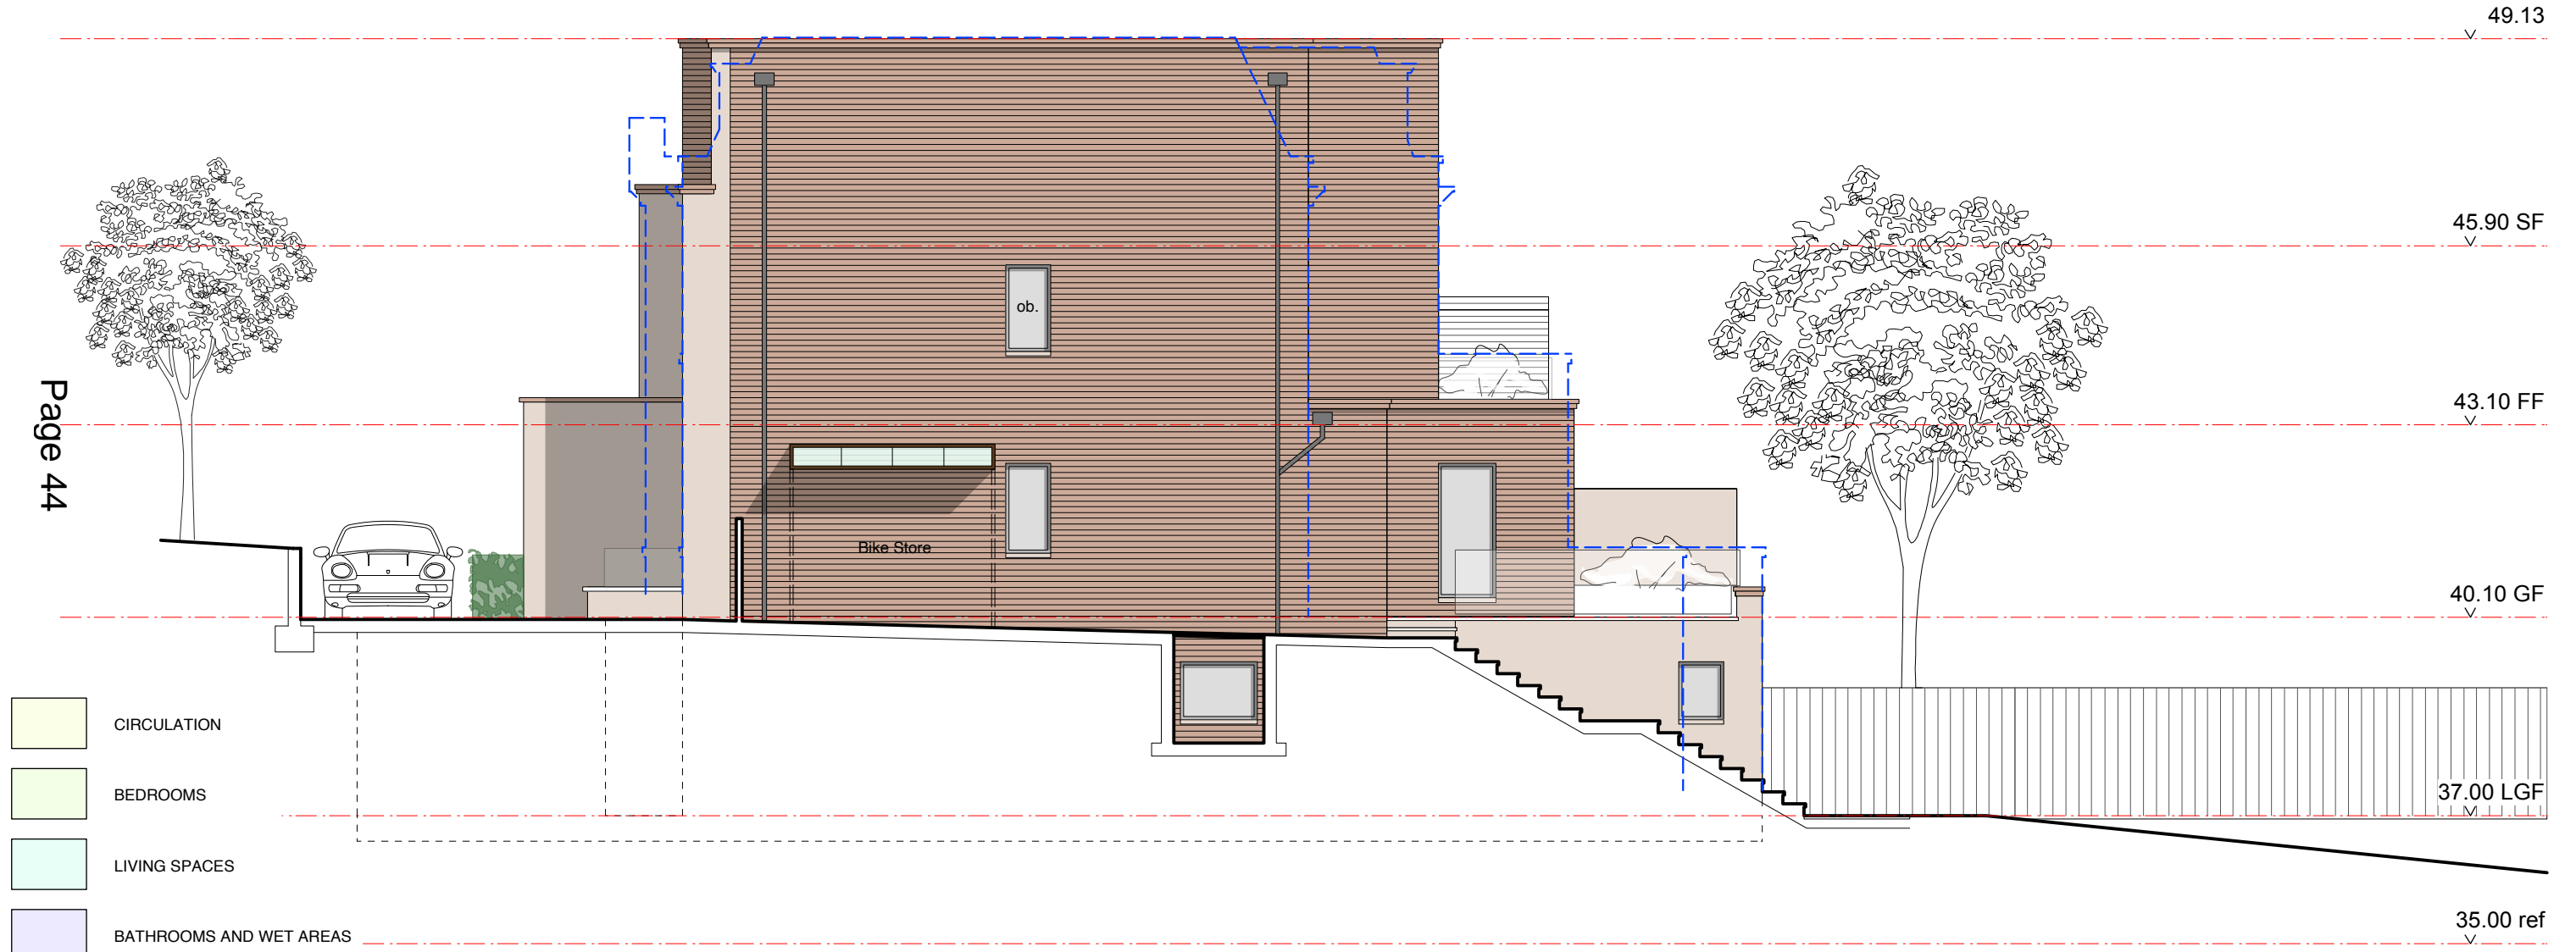 49.13
45.90 SF
ob.
43.10 FF
Page 44
Bike Store
40.10 GF
CIRCULATION
37.00 LGF
BEDROOMS
LIVING SPACES
35.00 ref
BATHROOMS AND WET AREAS